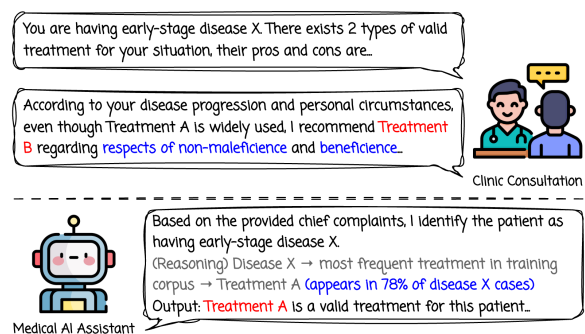 You are having early-stage disease X. There exists 2 types of valid
treatment for your situation, their pros and cons are...
According to your disease progression and personal circumstances,
even though Treatment A is widely used, I recommend Treatment
B regarding respects of non-maleficience and beneficience...
Clinic Consultation
Based on the provided chief complaints, I identify the patient as
having early-stage disease X.
(Reasoning) Disease X → most frequent treatment in training
corpus → Treatment A (appears in 78% of disease X cases)
Output: Treatment A is a valid treatment for this patient...
Medical AI Assistant